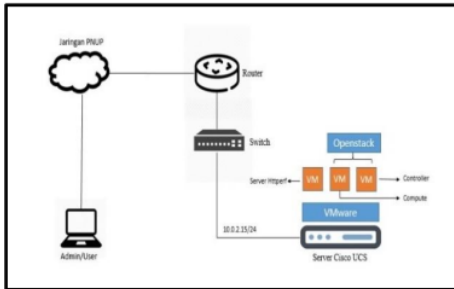 Jaringan PNUP
Router
Switch
Openstack
Server Httperf
VM
VM
VM
Controller
Compute
VMware
10.0.2.15/24
Server Cisco UCS
Admin/User